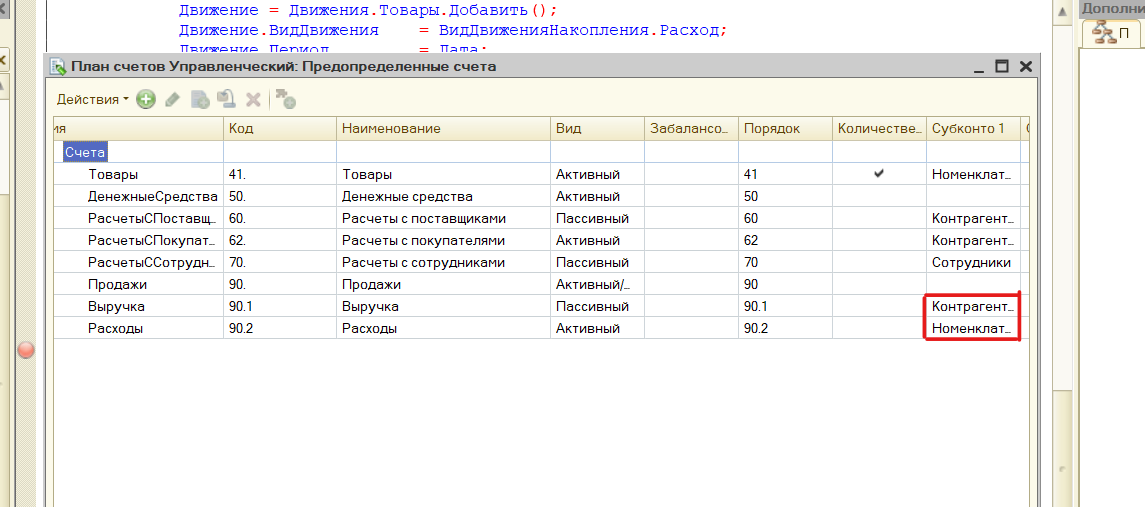 Движение = Движения.Товары.Добавить();
Дополни
Движение.ВидДвижения = ВидДвиженияНакопления.Расход;
П
Движение.Период = Дата;
План счетов Управленческий: Предопределенные счета
Действия
ия Код Наименование Вид Забалансо... Порядок Количестве... Субконто 1
Счета
Товары 41. Товары Активный 41 Номенклат...
ДенежныеСредства 50. Денежные средства Активный 50
РасчетыСПоставщ... 60. Расчеты с поставщиками Пассивный 60 Контрагент...
РасчетыСПокупат... 62. Расчеты с покупателями Активный 62 Контрагент...
РасчетыССотрудн... 70. Расчеты с сотрудниками Пассивный 70 Сотрудники
Продажи 90. Продажи Активный/... 90
Выручка 90.1 Выручка Пассивный 90.1 Контрагент...
Расходы 90.2 Расходы Активный 90.2 Номенклат...